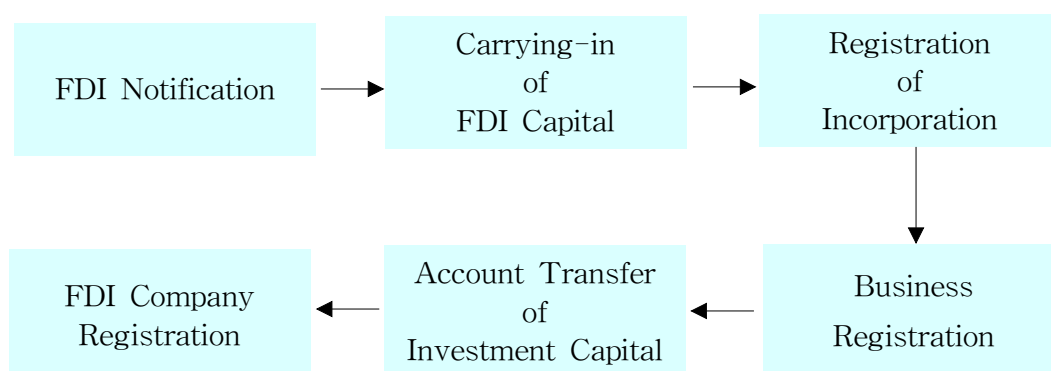 FDI Notification
Carrying-in
of
FDI Capital
Registration
of
Incorporation
Business
Registration
Account Transfer
of
Investment Capital
FDI Company
Registration